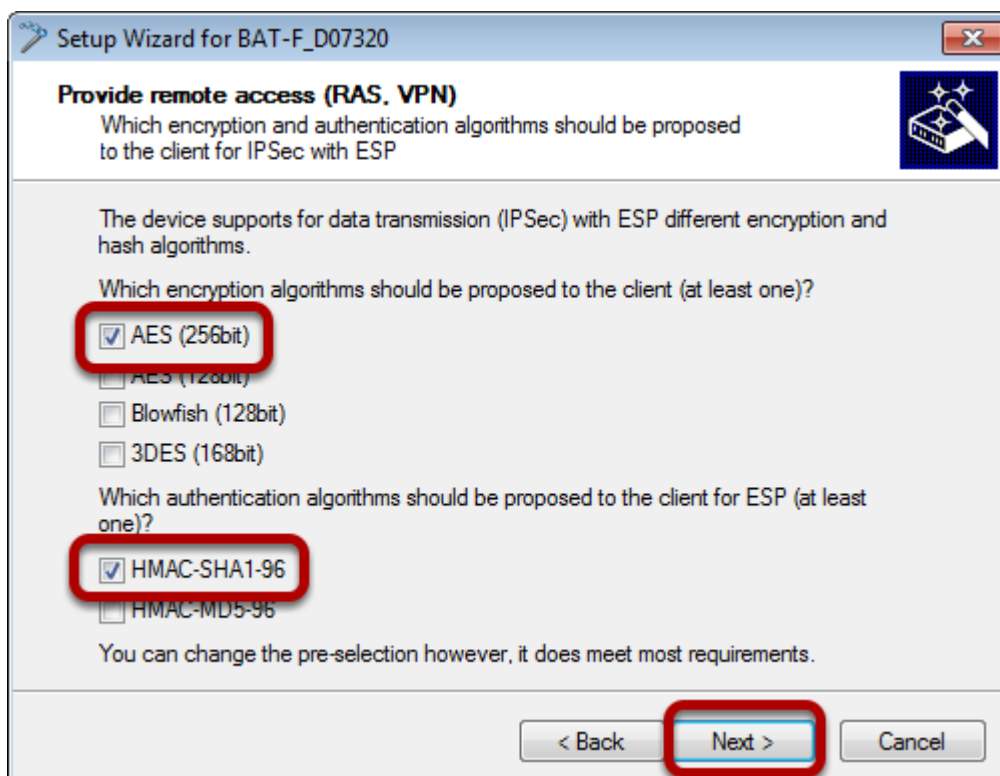 Setup Wizard for BAT-F_D07320
Provide remote access (RAS, VPN)
Which encryption and authentication algorithms should be proposed
to the client for IPSec with ESP
The device supports for data transmission (IPSec) with ESP different encryption and
hash algorithms.
Which encryption algorithms should be proposed to the client (at least one)?
AES (256bit)
AES (128bit)
Blowfish (128bit)
3DES (168bit)
Which authentication algorithms should be proposed to the client for ESP (at least
one)?
HMAC-SHA1-96
HMAC-MD5-96
You can change the pre-selection however, it does meet most requirements.
< Back Next > Cancel